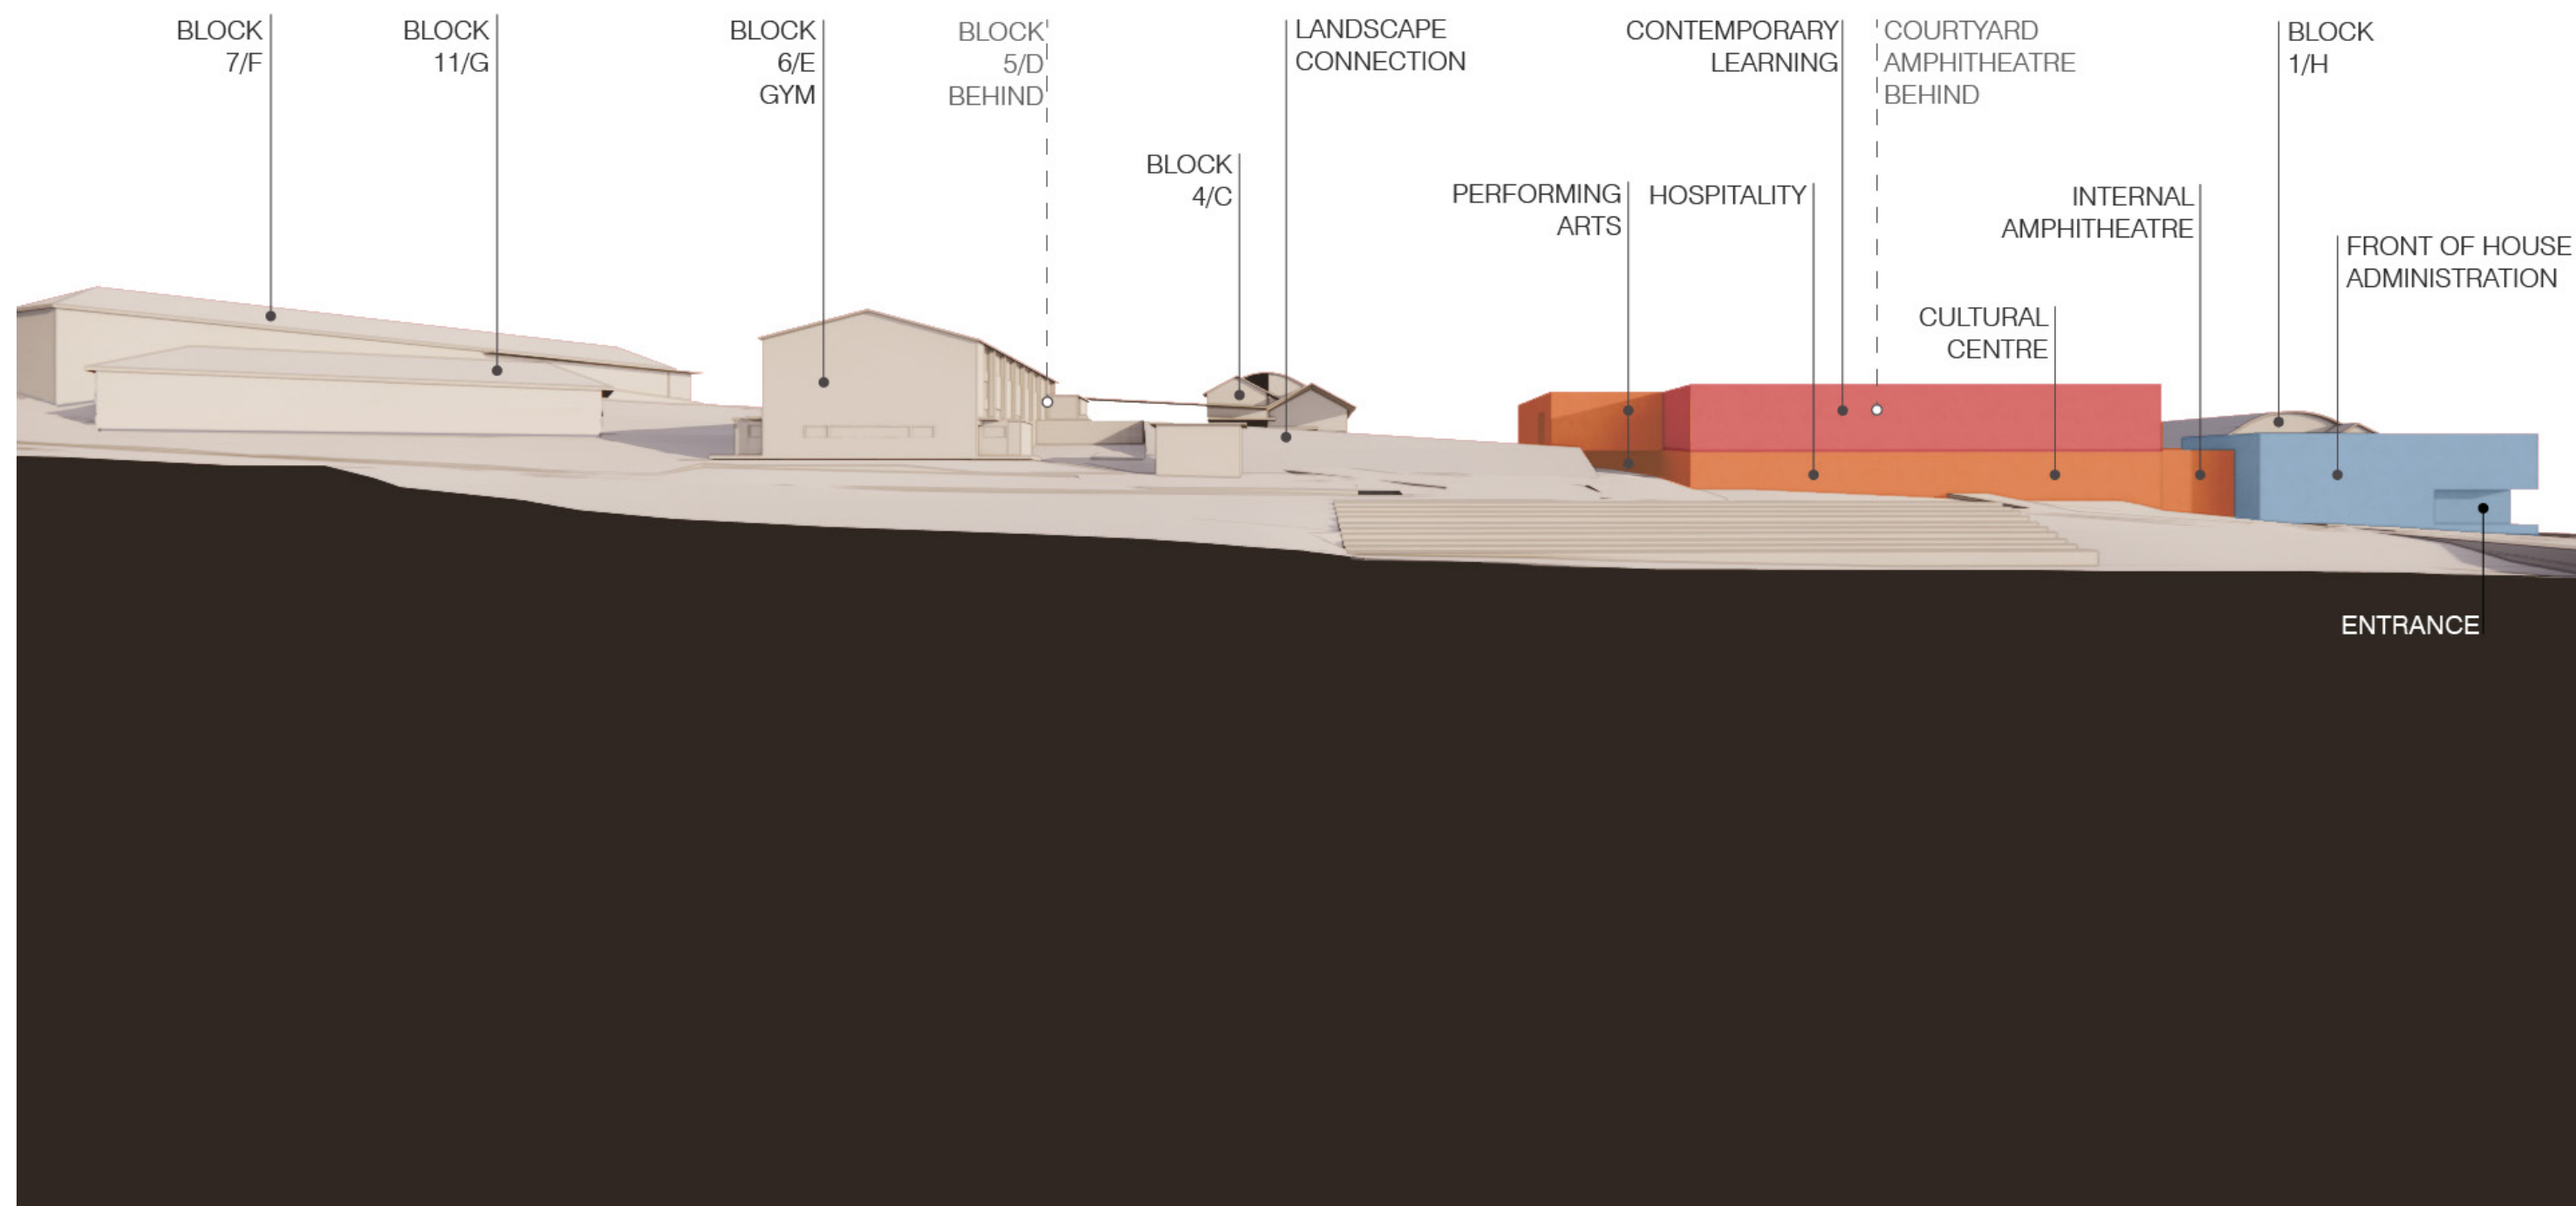 BLOCK
7/F
BLOCK
11/G
BLOCK
6/E
GYM
BLOCK
5/D
BEHIND
BLOCK
4/C
LANDSCAPE
CONNECTION
PERFORMING
ARTS
HOSPITALITY
CONTEMPORARY
LEARNING
COURTYARD
AMPHITHEATRE
BEHIND
CULTURAL
CENTRE
INTERNAL
AMPHITHEATRE
BLOCK
1/H
FRONT OF HOUSE
ADMINISTRATION
ENTRANCE